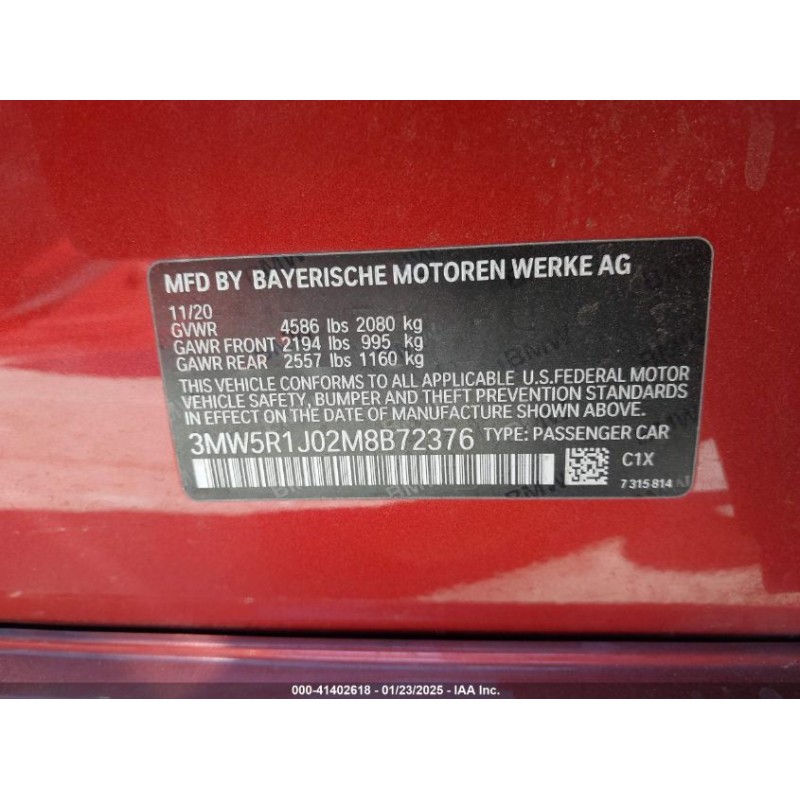 MFD BY BAYERISCHE MOTOREN WERKE AG
11/20
GVWR 4586 lbs 2080 kg
GAWR FRONT 2194 lbs 995 kg
GAWR REAR 2557 lbs 1160 kg
THIS VEHICLE CONFORMS TO ALL APPLICABLE U.S.FEDERAL MOTOR
VEHICLE SAFETY, BUMPER AND THEFT PREVENTION STANDARDS
IN EFFECT ON THE DATE OF MANUFACTURE SHOWN ABOVE.
3MW5R1J02M8B72376 TYPE: PASSENGER CAR
C1X
7 315 814
000-41402618 - 01/23/2025 - IAA Inc.